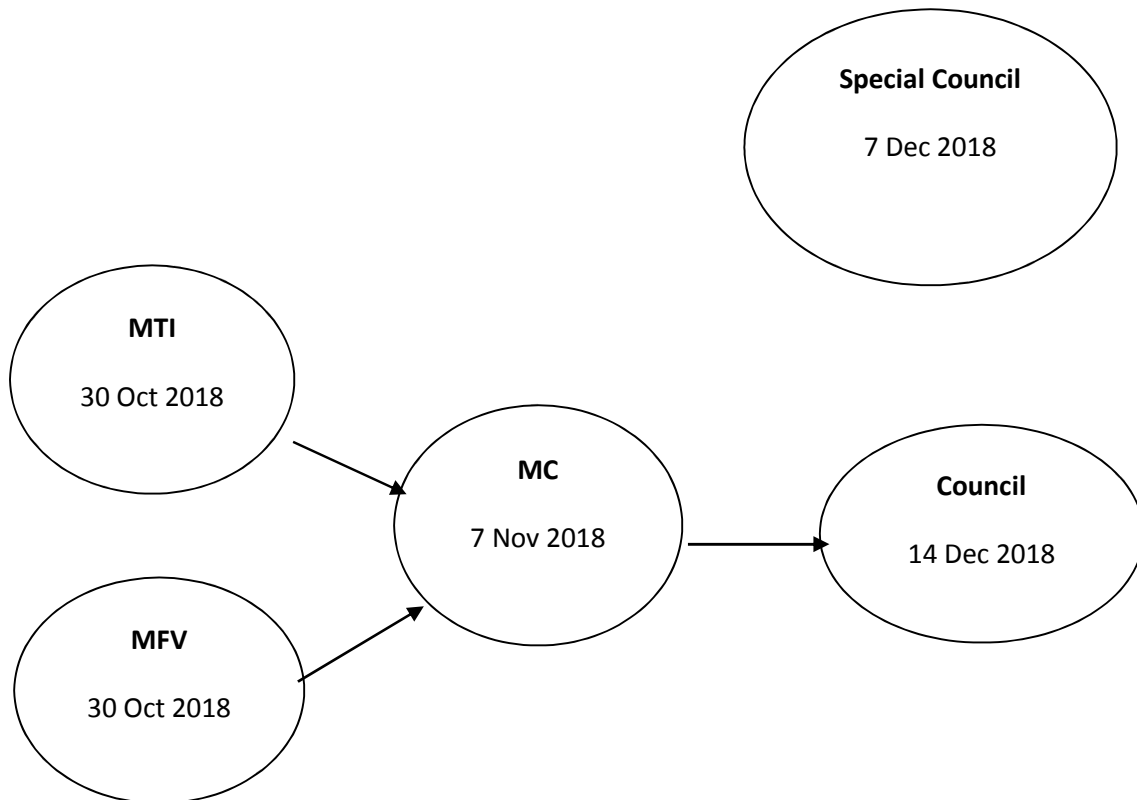 Special Council
7 Dec 2018
MTI
30 Oct 2018
MC
7 Nov 2018
Council
14 Dec 2018
MFV
30 Oct 2018